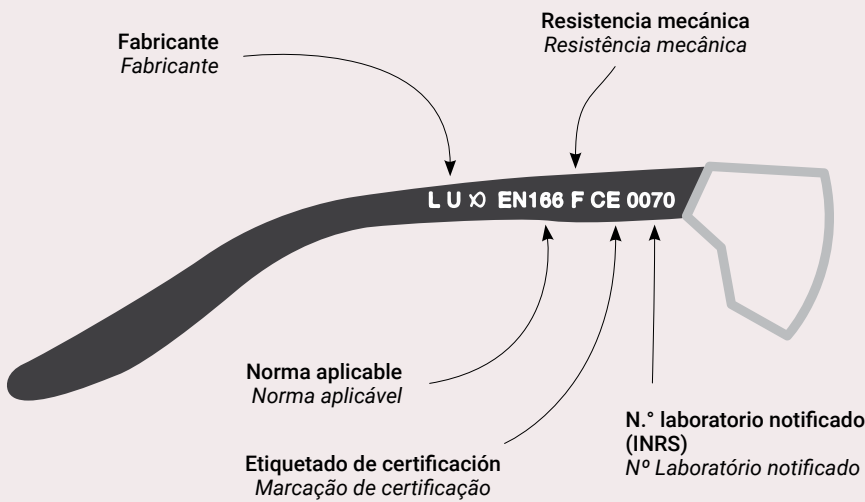 Resistencia mecánica
Resistência mecânica
Fabricante
Fabricante
L U X EN166 F CE 0070
Norma aplicable
Norma aplicável
Etiquetado de certificación
Marcação de certificação
N.° laboratorio notificado
(INRS)
Nº Laboratório notificado